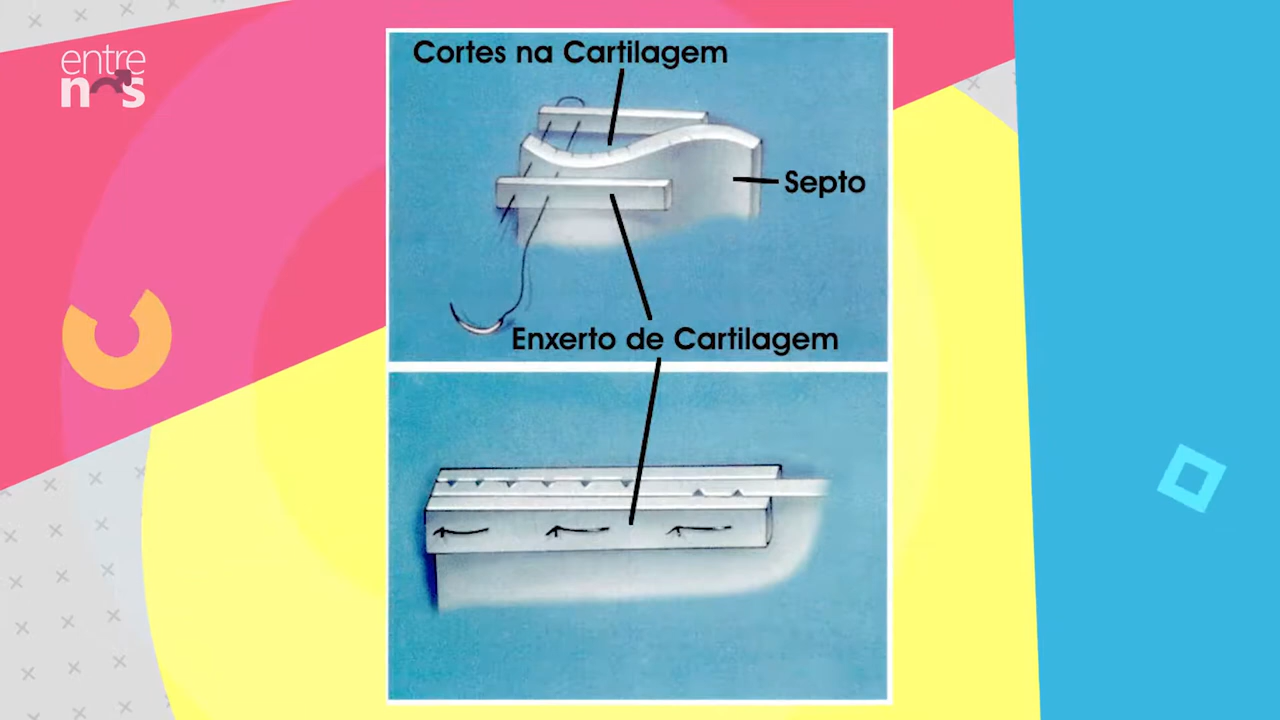 entre
nós
Cortes na Cartilagem
Septo
Enxerto de Cartilagem